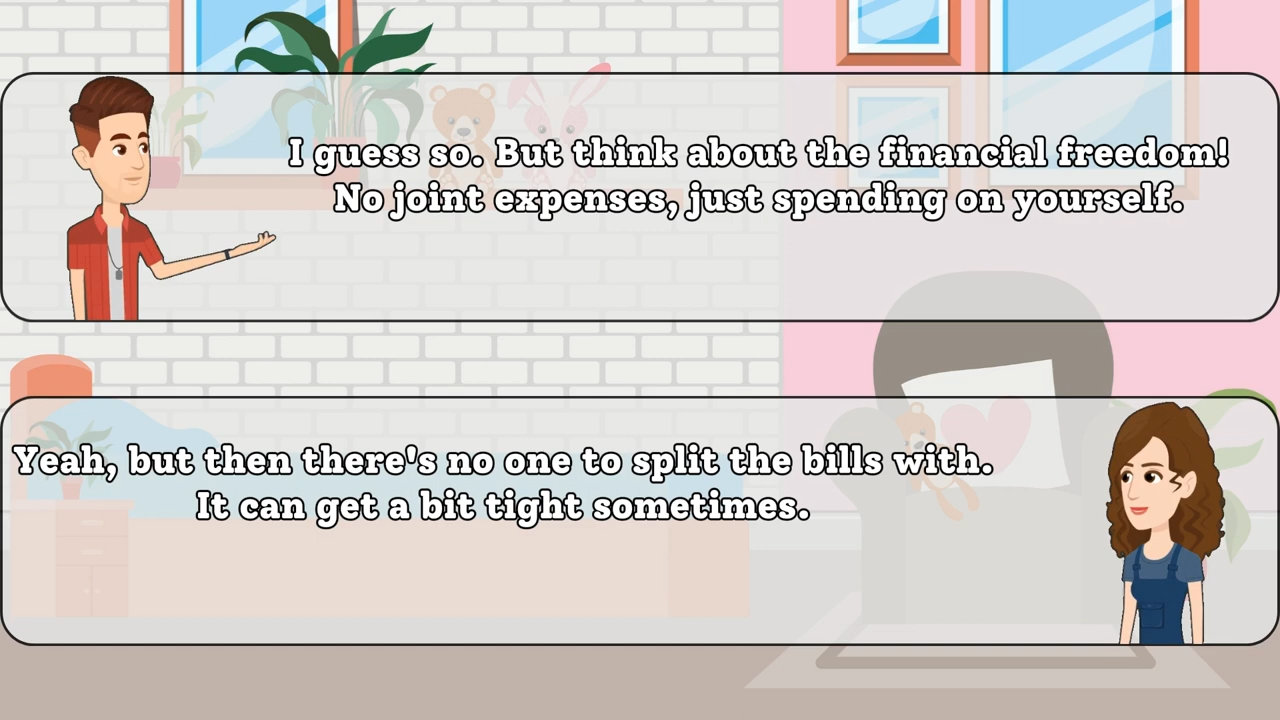 I guess so. But think about the financial freedom!
No joint expenses, just spending on yourself.
Yeah, but then there's no one to split the bills with.
It can get a bit tight sometimes.